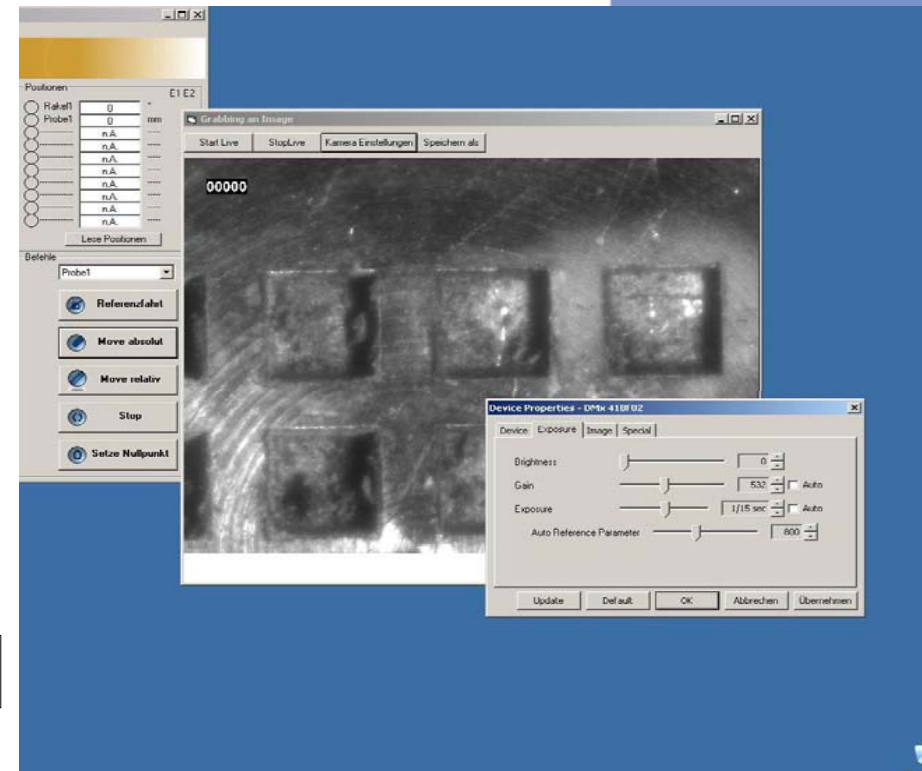 Positionen
E1 E2
Rakel1 0 °
Probe1 0 mm
-------- n.A. ----
-------- n.A. ----
-------- n.A. ----
-------- n.A. ----
-------- n.A. ----
-------- n.A. ----
-------- n.A. ----
-------- n.A. ----
Lese Positionen
Befehle
Probe1
Referenzfahrt
Move absolut
Move relativ
Stop
Setze Nullpunkt
Grabbing an Image
Start Live StopLive Kamera Einstellungen Speichern als
00000
Device Properties - DMx 41BF02
Device Exposure Image Special
Brightness 0
Gain 532 Auto
Exposure 1/15 sec Auto
Auto Reference Parameter 800
Update Default OK Abbrechen Übernehmen